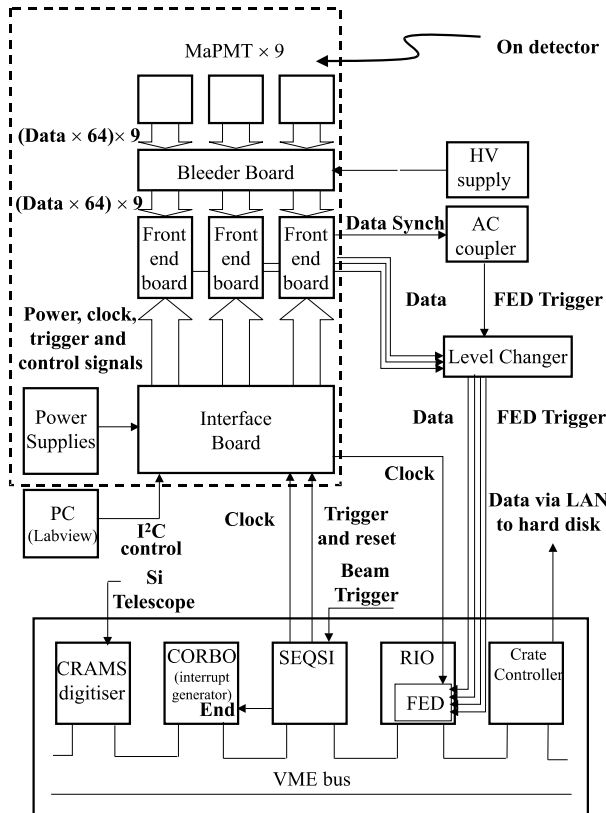 MaPMT × 9
On detector
(Data × 64)× 9
Bleeder Board
HV
supply
(Data × 64) × 9
Front
end
board
Front
end
board
Front
end
board
Data Synch
AC
coupler
Power, clock,
trigger and
control signals
Data
FED Trigger
Level Changer
Power
Supplies
Interface
Board
Data
FED Trigger
Clock
PC
(Labview)
I²C
control
Clock
Trigger
and reset
Data via LAN
to hard disk
Si
Telescope
Beam
Trigger
CRAMS
digitiser
CORBO
(interrupt
generator)
End
SEQSI
RIO
FED
Crate
Controller
VME bus